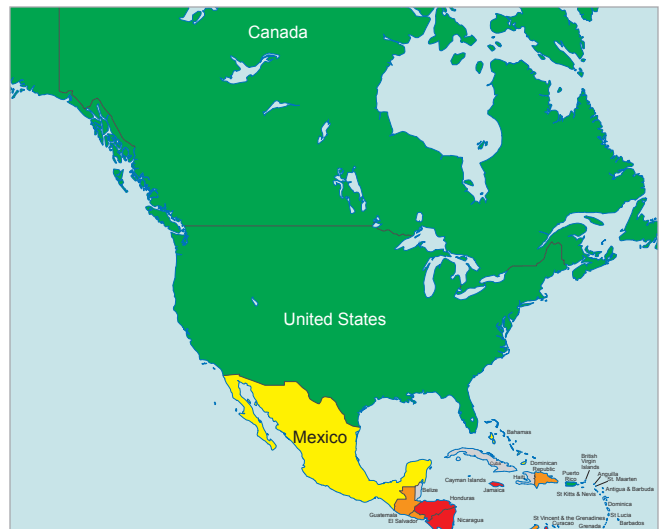 Canada
United States
Mexico
Bahamas
Cuba
Dominican
Republic
Haiti
Puerto
Rico
British
Virgin
Islands
Anguilla
St. Maarten
Antigua & Barbuda
St Kitts & Nevis
Cayman Islands
Jamaica
Belize
Honduras
Guatemala
El Salvador
Nicaragua
Dominica
St Lucia
Barbados
St Vincent & the Grenadines
Curacao
Grenada